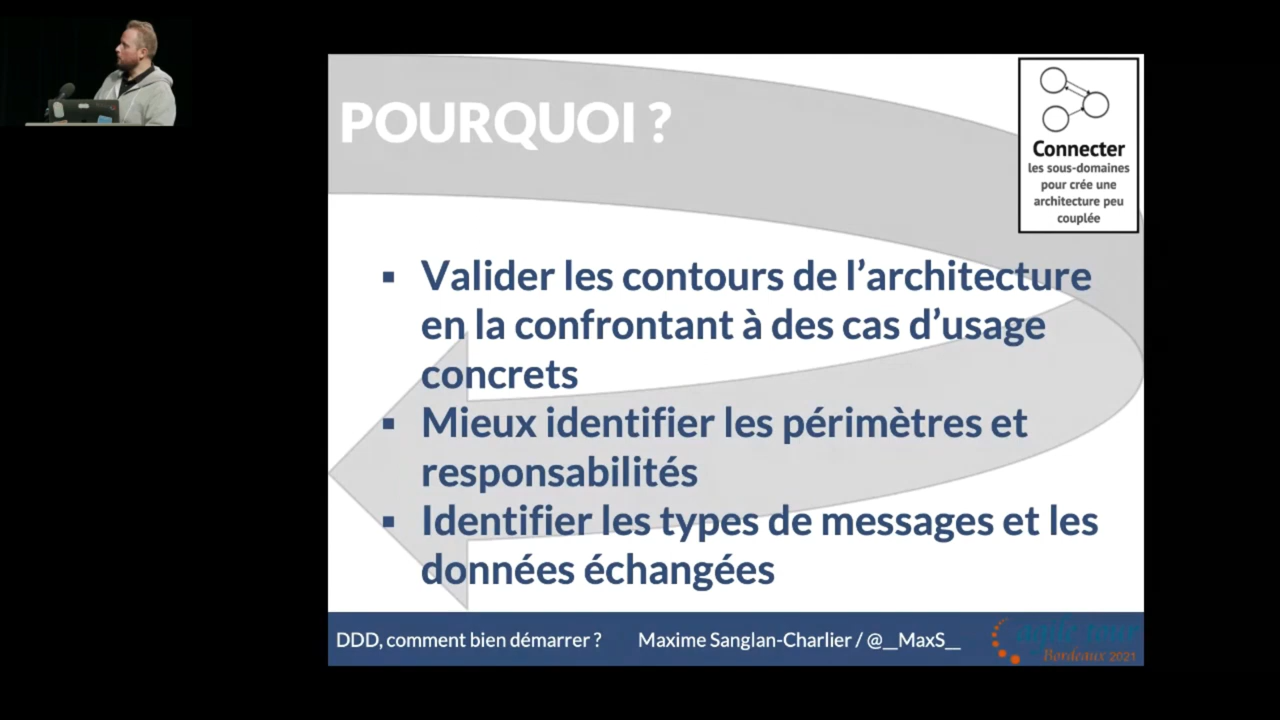 POURQUOI ?
Connecter
les sous-domaines
pour crée une
architecture peu
couplée
▪ Valider les contours de l’architecture
en la confrontant à des cas d’usage
concrets
▪ Mieux identifier les périmètres et
responsabilités
▪ Identifier les types de messages et les
données échangées
DDD, comment bien démarrer ?
Maxime Sanglan-Charlier / @__MaxS__
agile tour
Bordeaux 2021